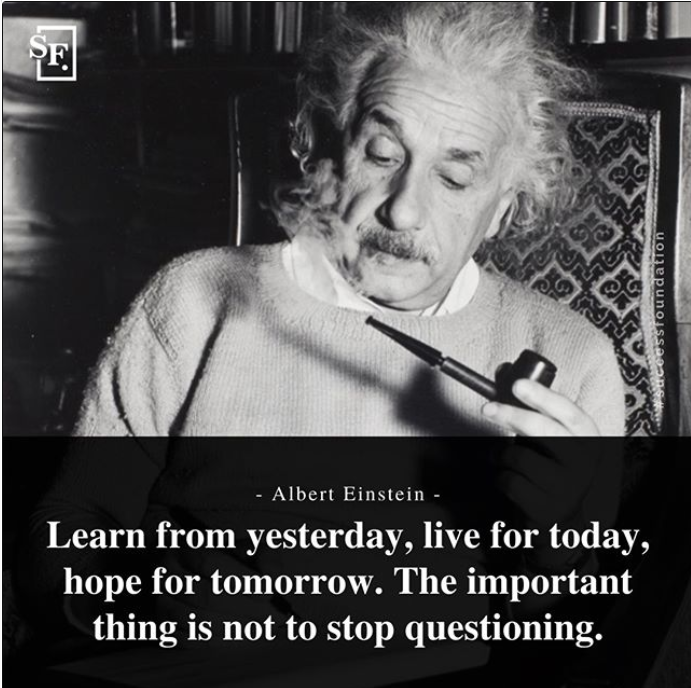 SF.
#successfoundation
- Albert Einstein -
Learn from yesterday, live for today,
hope for tomorrow. The important
thing is not to stop questioning.